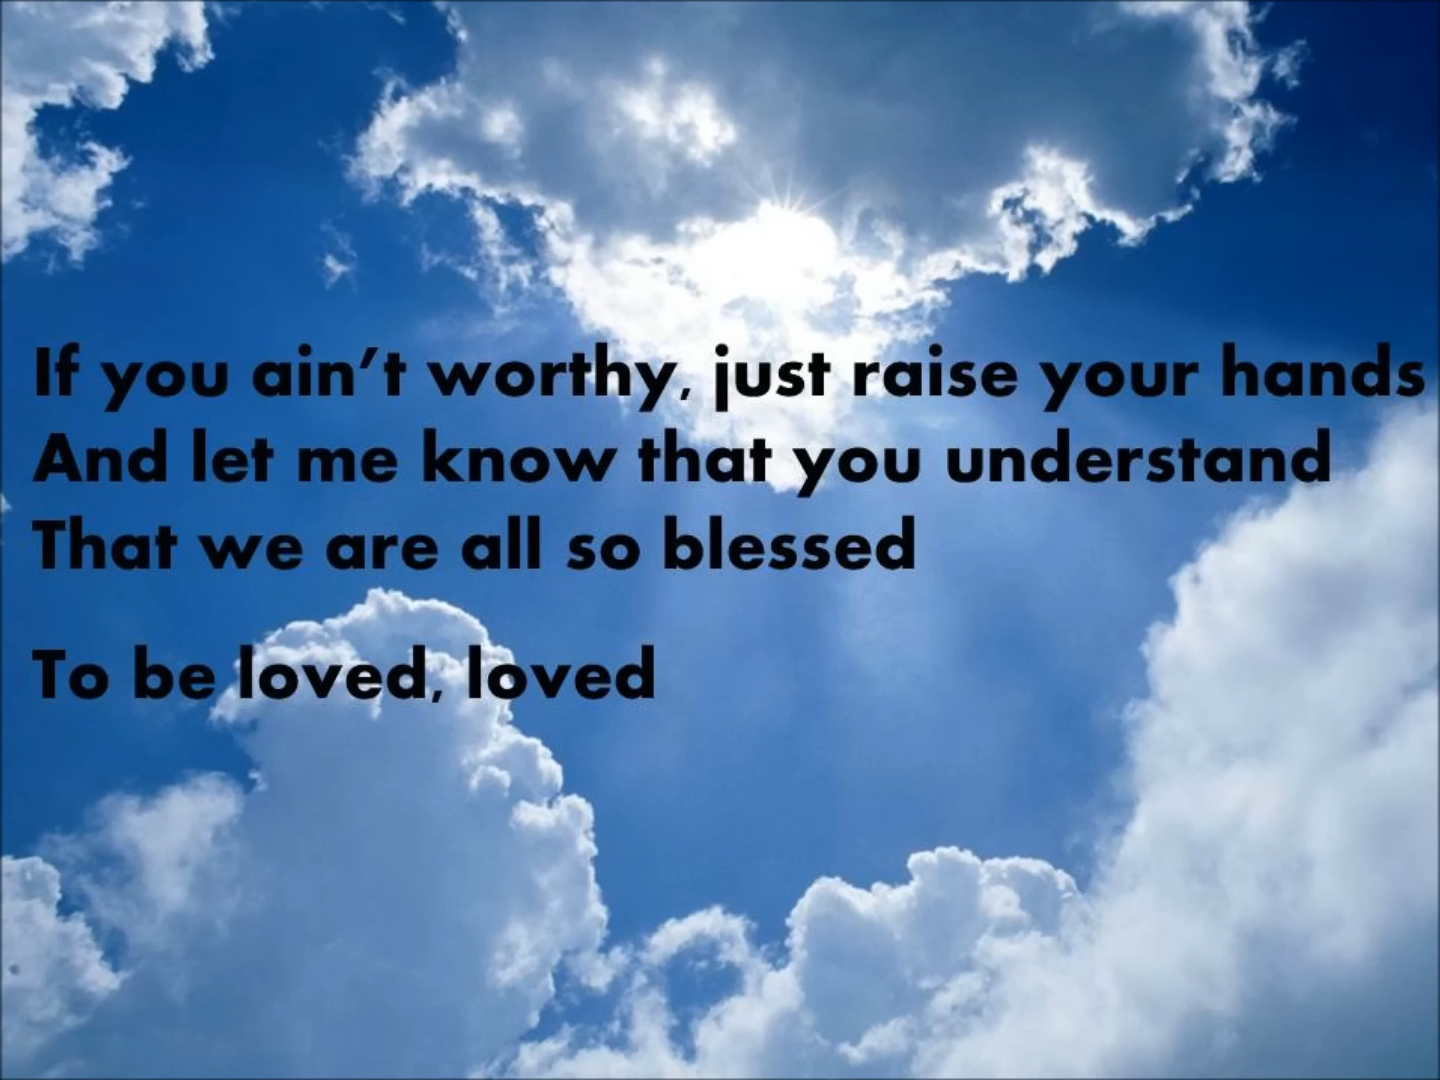 If you ain’t worthy, just raise your hands
And let me know that you understand
That we are all so blessed
To be loved, loved